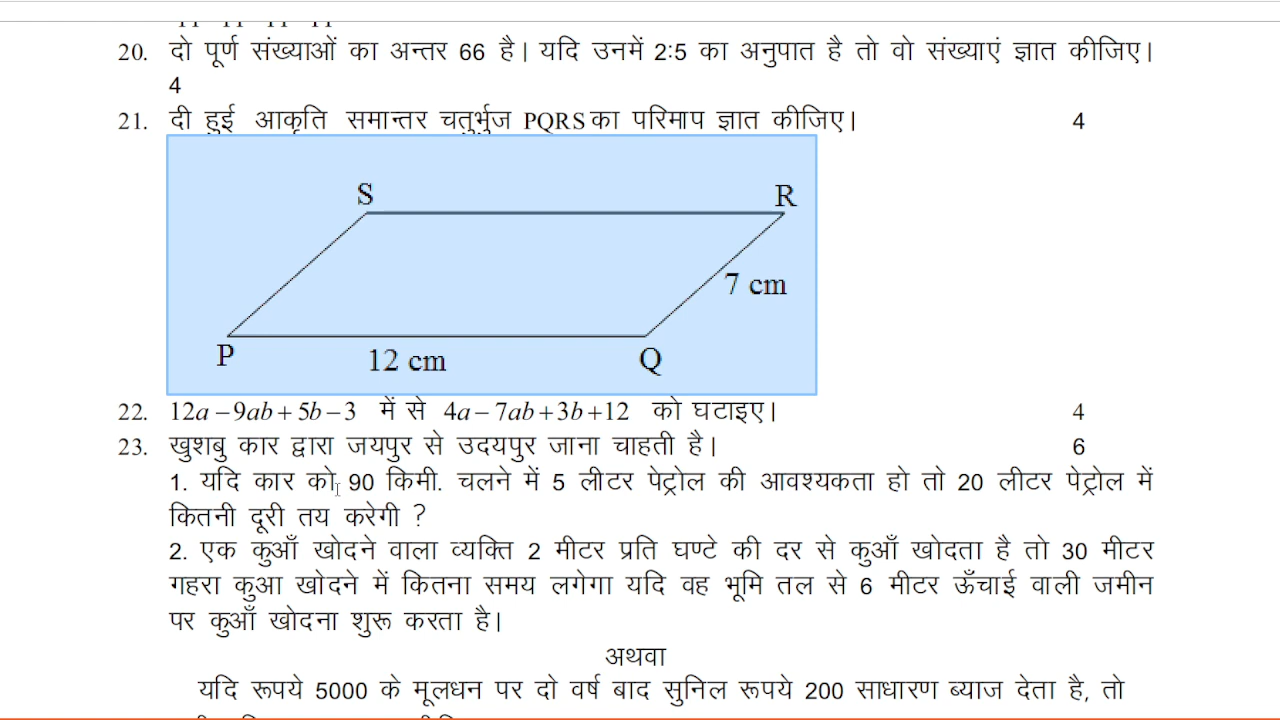 20. दो पूर्ण संख्याओं का अन्तर 66 है। यदि उनमें 2:5 का अनुपात है तो वो संख्याएं ज्ञात कीजिए।
4
21. दी हुई आकृति समान्तर चतुर्भुज PQRS का परिमाप ज्ञात कीजिए। 4
S R
7 cm
P 12 cm Q
22. 12a – 9ab + 5b – 3 में से 4a – 7ab + 3b + 12 को घटाइए। 4
23. खुशबु कार द्वारा जयपुर से उदयपुर जाना चाहती है। 6
1. यदि कार को 90 किमी. चलने में 5 लीटर पेट्रोल की आवश्यकता हो तो 20 लीटर पेट्रोल में
कितनी दूरी तय करेगी ?
2. एक कुआँ खोदने वाला व्यक्ति 2 मीटर प्रति घण्टे की दर से कुआँ खोदता है तो 30 मीटर
गहरा कुआ खोदने में कितना समय लगेगा यदि वह भूमि तल से 6 मीटर ऊँचाई वाली जमीन
पर कुआँ खोदना शुरू करता है।
अथवा
यदि रूपये 5000 के मूलधन पर दो वर्ष बाद सुनिल रूपये 200 साधारण ब्याज देता है, तो